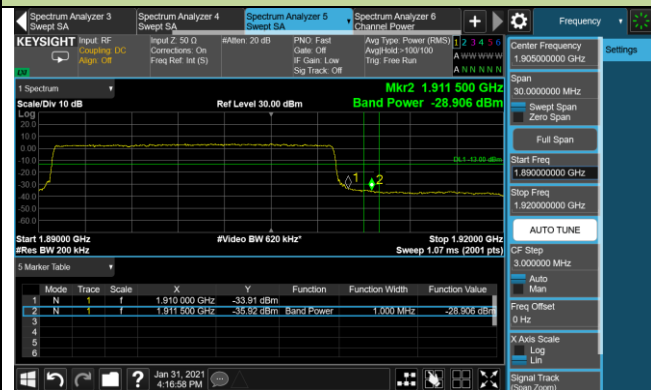 Spectrum Analyzer 3
Swept SA
Spectrum Analyzer 4
Swept SA
Spectrum Analyzer 5
Swept SA
Spectrum Analyzer 6
Channel Power
Frequency
KEYSIGHT
Input: RF
Coupling: DC
Align: Off
Input Z: 50 Ω
Corrections: On
Freq Ref: Int (S)
#Atten: 20 dB
PNO: Fast
Gate: Off
IF Gain: Low
Sig Track: Off
Avg Type: Power (RMS)
Avg|Hold:>100/100
Trig: Free Run
1 2 3 4 5 6
A W W W W W
A N N N N N
LXI
1 Spectrum
Scale/Div 10 dB
Ref Level 30.00 dBm
Mkr2 1.911 500 GHz
Band Power -28.906 dBm
Log
20.0
10.0
0.00
-10.0
-20.0
-30.0
-40.0
-50.0
-60.0
DL1 -13.00 dBm
1
2
Start 1.89000 GHz
#Res BW 200 kHz
#Video BW 620 kHz*
Stop 1.92000 GHz
Sweep 1.07 ms (2001 pts)
5 Marker Table
Mode Trace Scale X Y Function Function Width Function Value
1 N 1 f 1.910 000 GHz -33.91 dBm
2 N 1 f 1.911 500 GHz -35.92 dBm Band Power 1.000 MHz -28.906 dBm
3
4
5
6
Jan 31, 2021
4:16:58 PM
Settings
Center Frequency
1.905000000 GHz
Span
30.0000000 MHz
Swept Span
Zero Span
Full Span
Start Freq
1.890000000 GHz
Stop Freq
1.920000000 GHz
AUTO TUNE
CF Step
3.000000 MHz
Auto
Man
Freq Offset
0 Hz
X Axis Scale
Log
Lin
Signal Track
(Span Zoom)